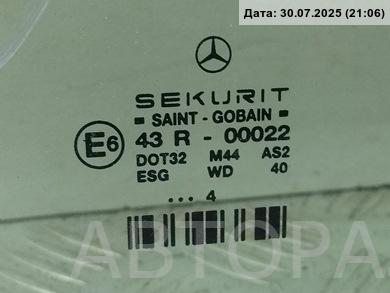 Дата: 30.07.2025 (21:06)
SEKURIT
SAINT - GOBAIN
E6 43 R - 00022
DOT32 M44 AS2
ESG WD 40
... 4
АВТОРА